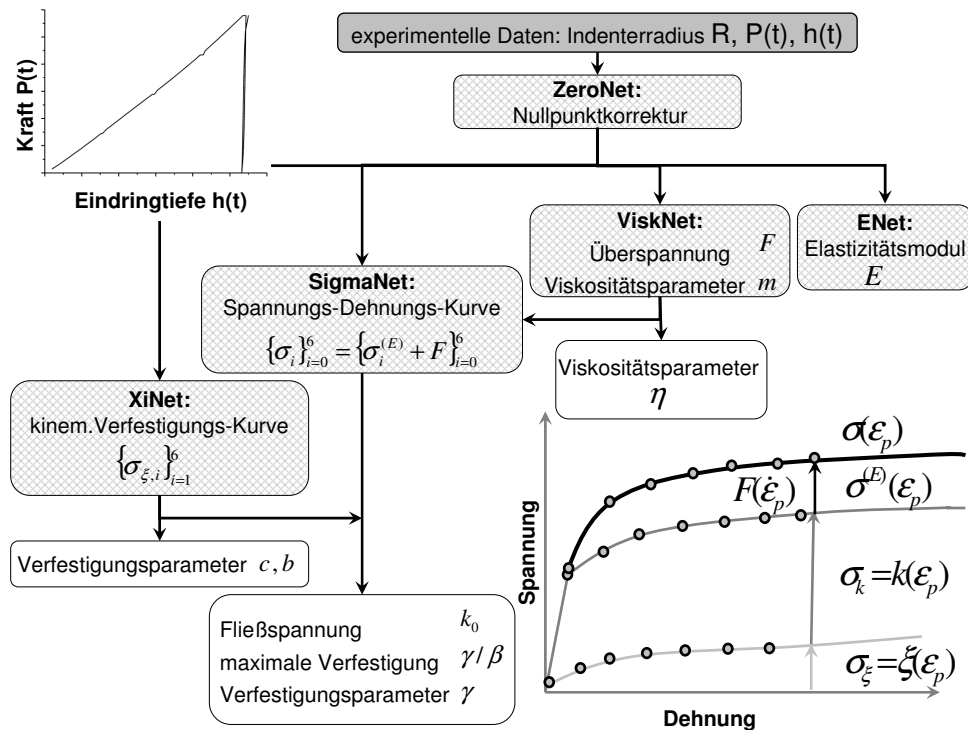 experimentelle Daten: Indenterradius R, P(t), h(t)
Kraft P(t)
Eindringtiefe h(t)
ZeroNet:
Nullpunktkorrektur
ViskNet:
Überspannung F
Viskositätsparameter m
ENet:
Elastizitätsmodul
E
SigmaNet:
Spannungs-Dehnungs-Kurve
{σ_i}_{i=0}^6 = {σ_i^{(E)} + F}_{i=0}^6
Viskositätsparameter
η
XiNet:
kinem.Verfestigungs-Kurve
{σ_{ξ,i}}_{i=1}^6
Verfestigungsparameter c, b
Fließspannung k_0
maximale Verfestigung γ / β
Verfestigungsparameter γ
Spannung
σ(ε_p)
F(ε̇_p)
σ^{(E)}(ε_p)
σ_k=k(ε_p)
σ_ξ=ξ(ε_p)
Dehnung